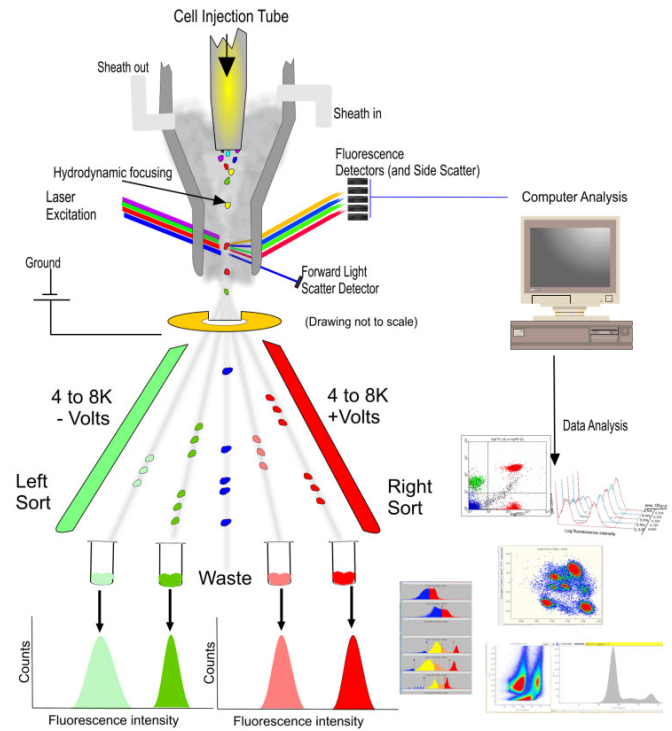 Cell Injection Tube
Sheath out
Sheath in
Hydrodynamic focusing
Laser
Excitation
Fluorescence
Detectors (and Side Scatter)
Computer Analysis
Ground
Forward Light
Scatter Detector
(Drawing not to scale)
4 to 8K
- Volts
4 to 8K
+Volts
Data Analysis
Left
Sort
Right
Sort
Log fluorescence intensity
Waste
Counts
Fluorescence intensity
Counts
Fluorescence intensity